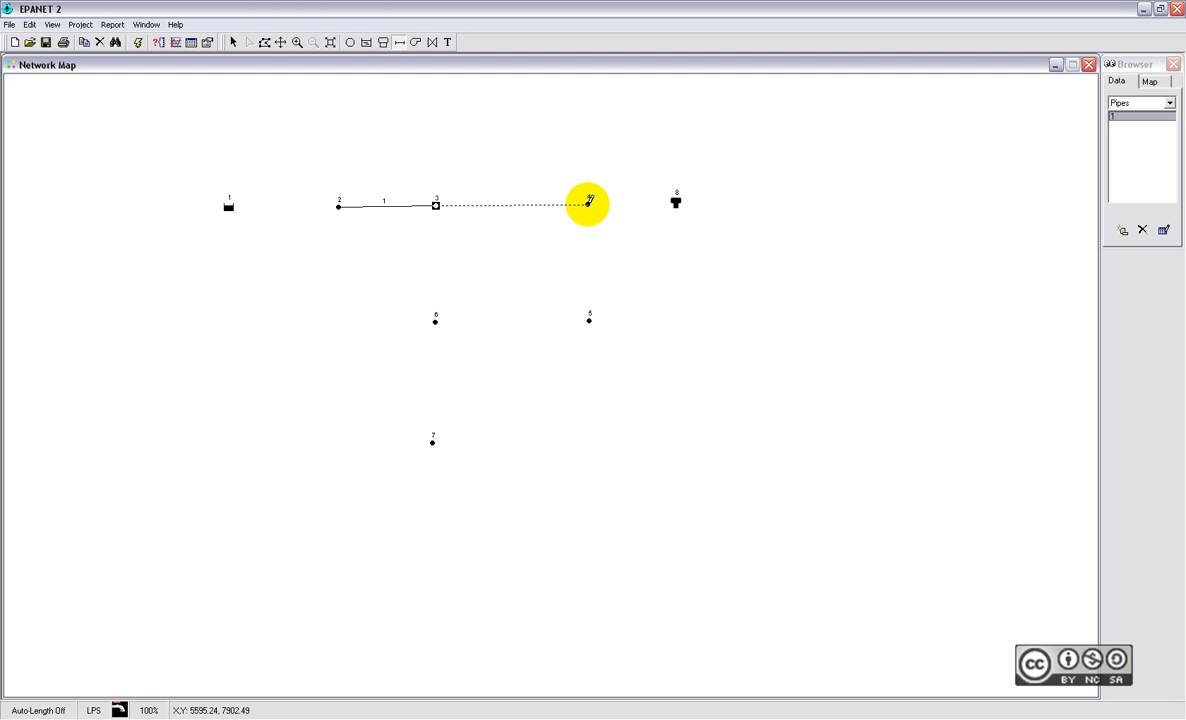 EPANET 2
File Edit View Project Report Window Help
T
Network Map
Browser
Data Map
Pipes
1
8
1
2
1
3
6
5
7
CC BY NC SA
Auto-Length Off LPS 100% X,Y: 5595.24, 7902.49